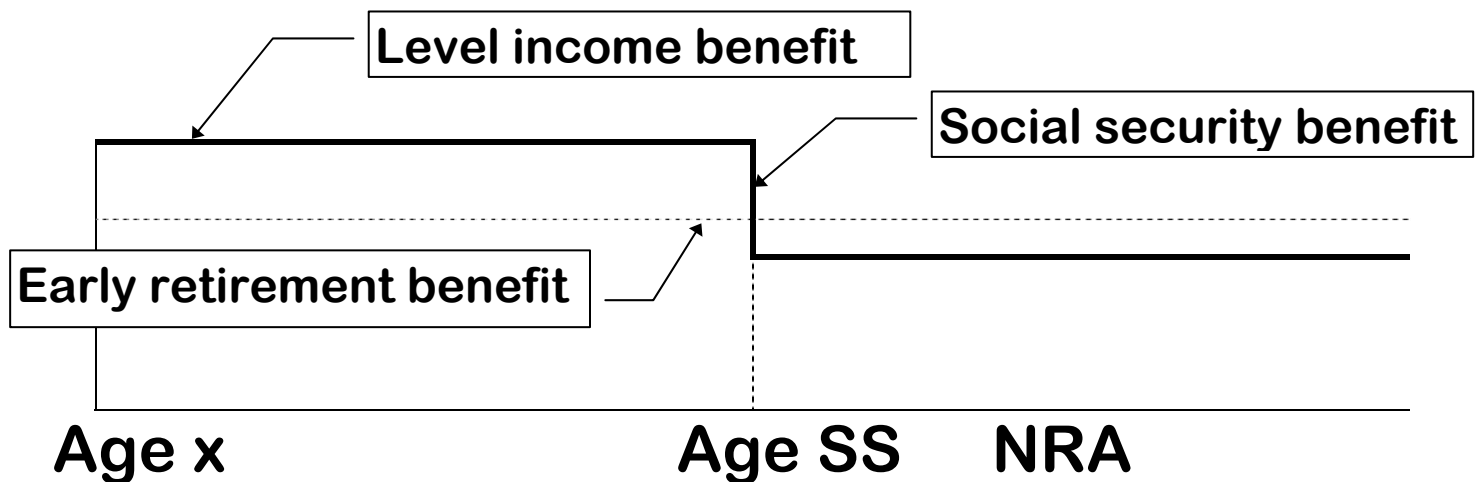 Level income benefit
Social security benefit
Early retirement benefit
Age x
Age SS
NRA